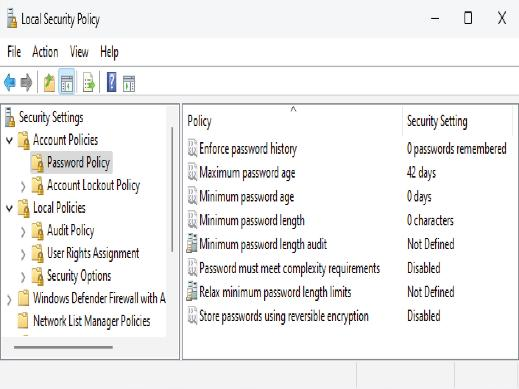 Local Security Policy
File Action View Help
Security Settings
Account Policies
Password Policy
Account Lockout Policy
Local Policies
Audit Policy
User Rights Assignment
Security Options
Windows Defender Firewall with A
Network List Manager Policies
Policy Security Setting
Enforce password history 0 passwords remembered
Maximum password age 42 days
Minimum password age 0 days
Minimum password length 0 characters
Minimum password length audit Not Defined
Password must meet complexity requirements Disabled
Relax minimum password length limits Not Defined
Store passwords using reversible encryption Disabled